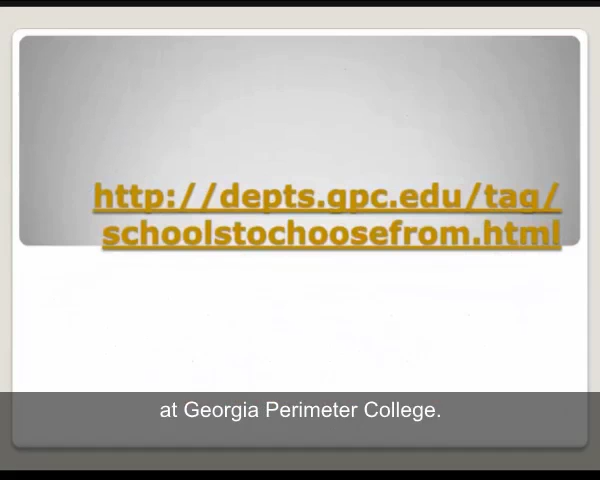 http://depts.gpc.edu/tag/
schoolstochoosefrom.html
at Georgia Perimeter College.